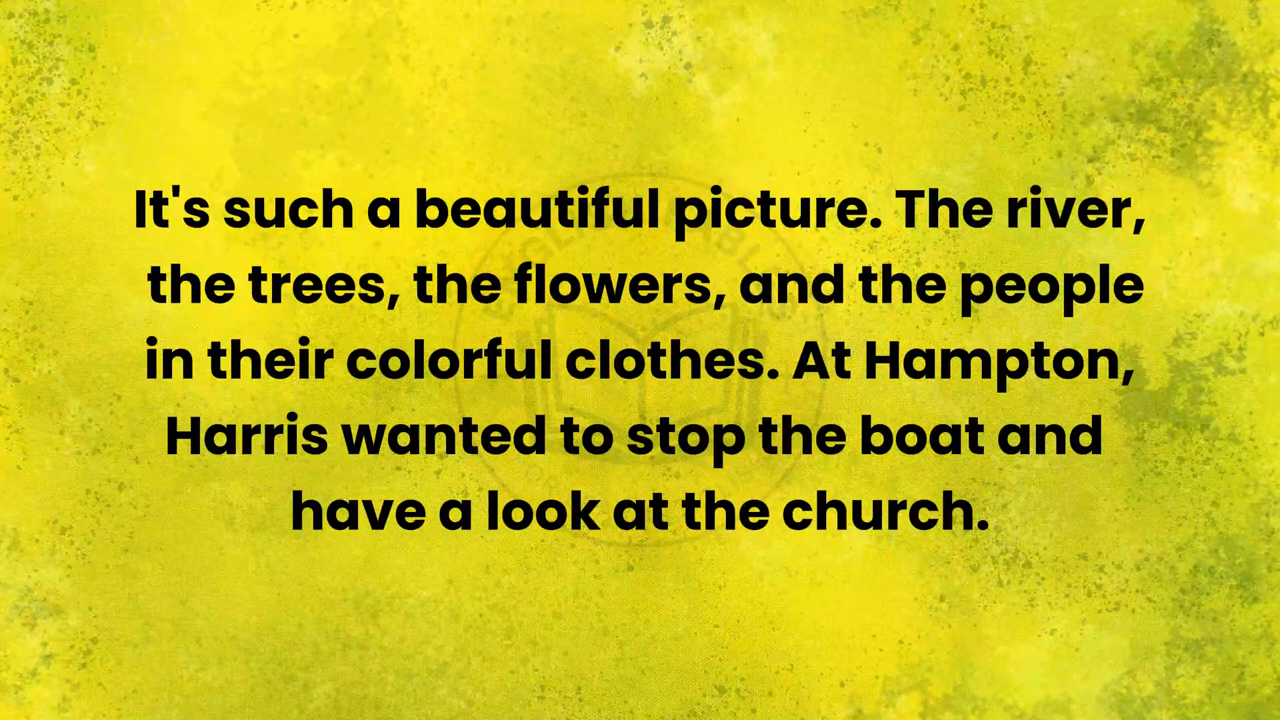 It's such a beautiful picture. The river,
the trees, the flowers, and the people
in their colorful clothes. At Hampton,
Harris wanted to stop the boat and
have a look at the church.